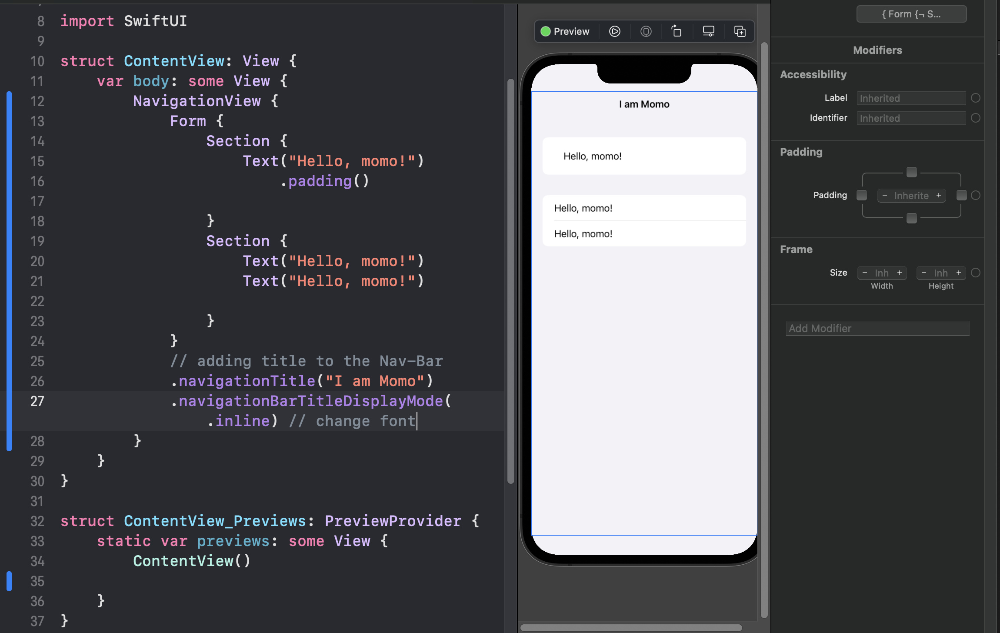 8 import SwiftUI
9
10 struct ContentView: View {
11 var body: some View {
12 NavigationView {
13 Form {
14 Section {
15 Text("Hello, momo!")
16 .padding()
17
18 }
19 Section {
20 Text("Hello, momo!")
21 Text("Hello, momo!")
22
23 }
24 }
25 // adding title to the Nav-Bar
26 .navigationTitle("I am Momo")
27 .navigationBarTitleDisplayMode(
.inline) // change font
28 }
29 }
30 }
31
32 struct ContentView_Previews: PreviewProvider {
33 static var previews: some View {
34 ContentView()
35
36 }
37 }
Preview
I am Momo
Hello, momo!
Hello, momo!
Hello, momo!
{ Form {¬ S...
Modifiers
Accessibility
Label Inherited
Identifier Inherited
Padding
Padding - Inherite +
Frame
Size - Inh + - Inh +
Width Height
Add Modifier